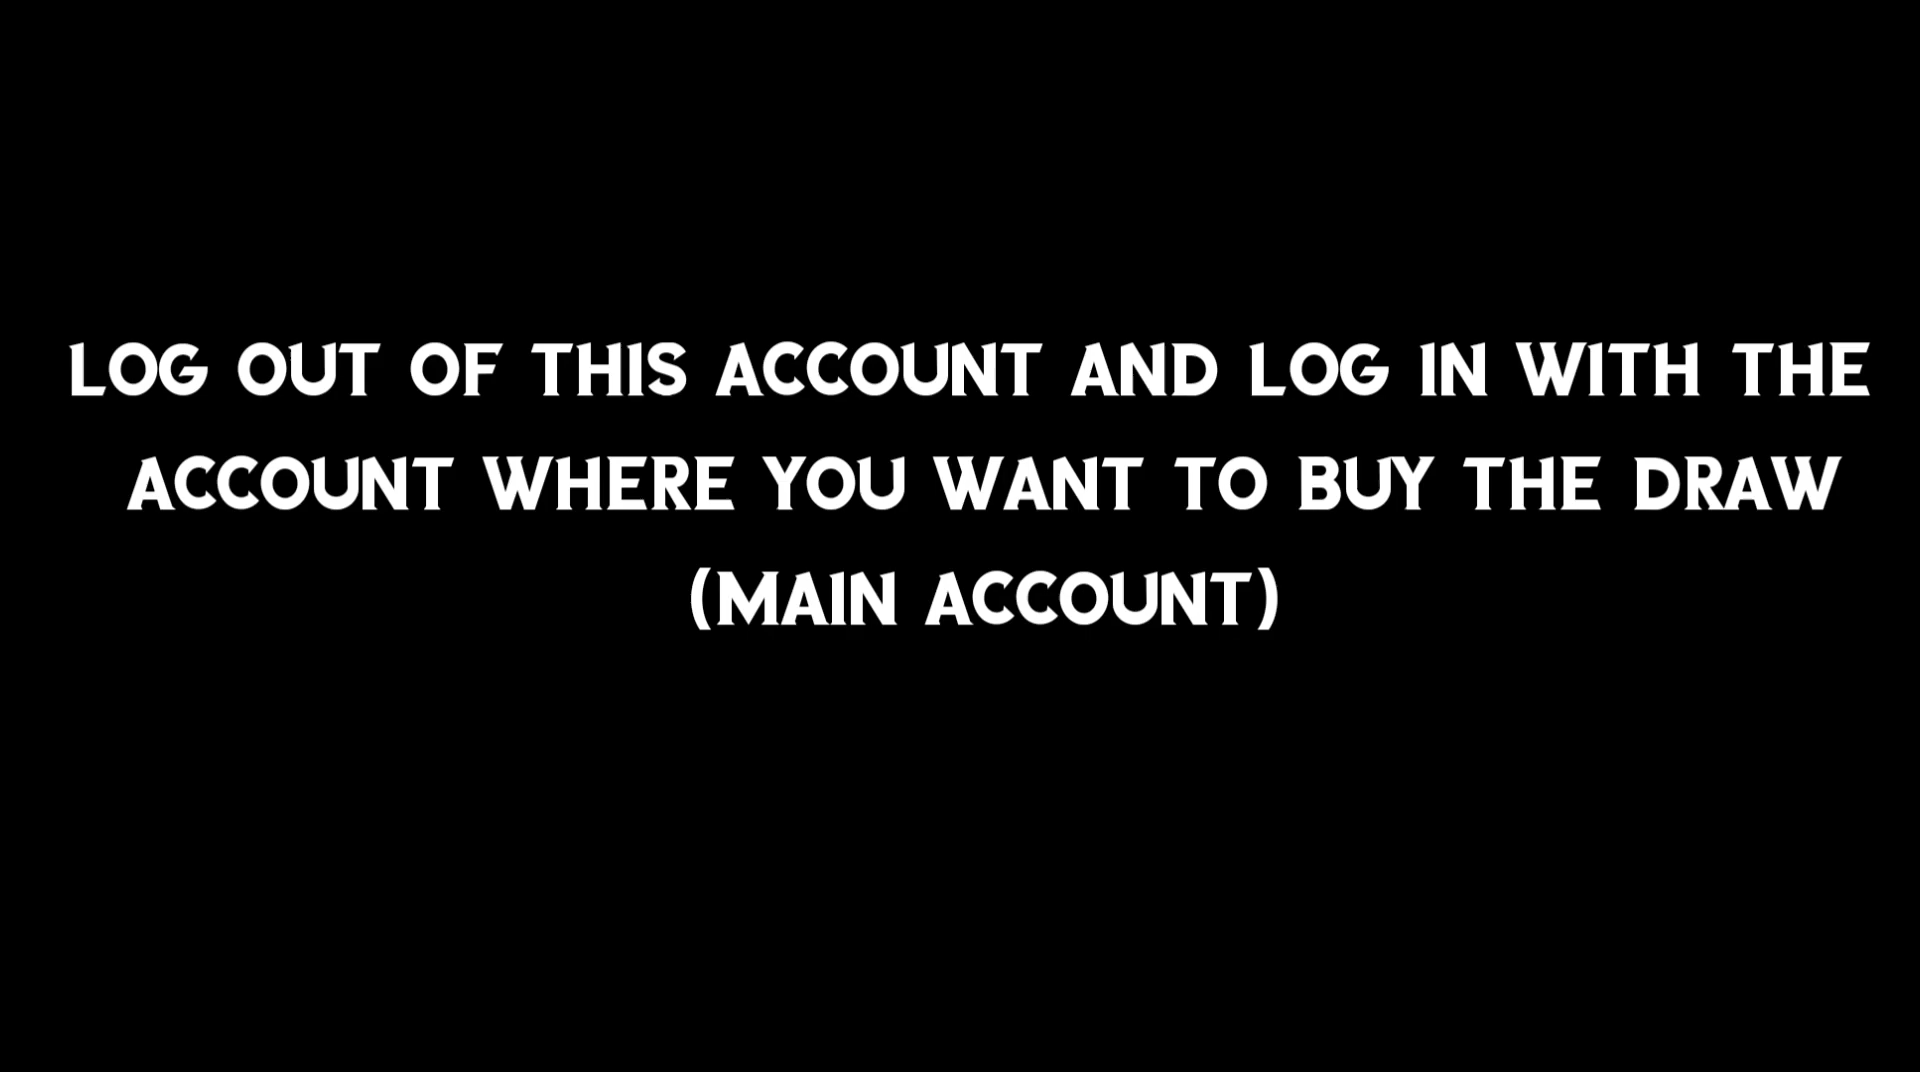 LOG OUT OF THIS ACCOUNT AND LOG IN WITH THE
ACCOUNT WHERE YOU WANT TO BUY THE DRAW
(MAIN ACCOUNT)